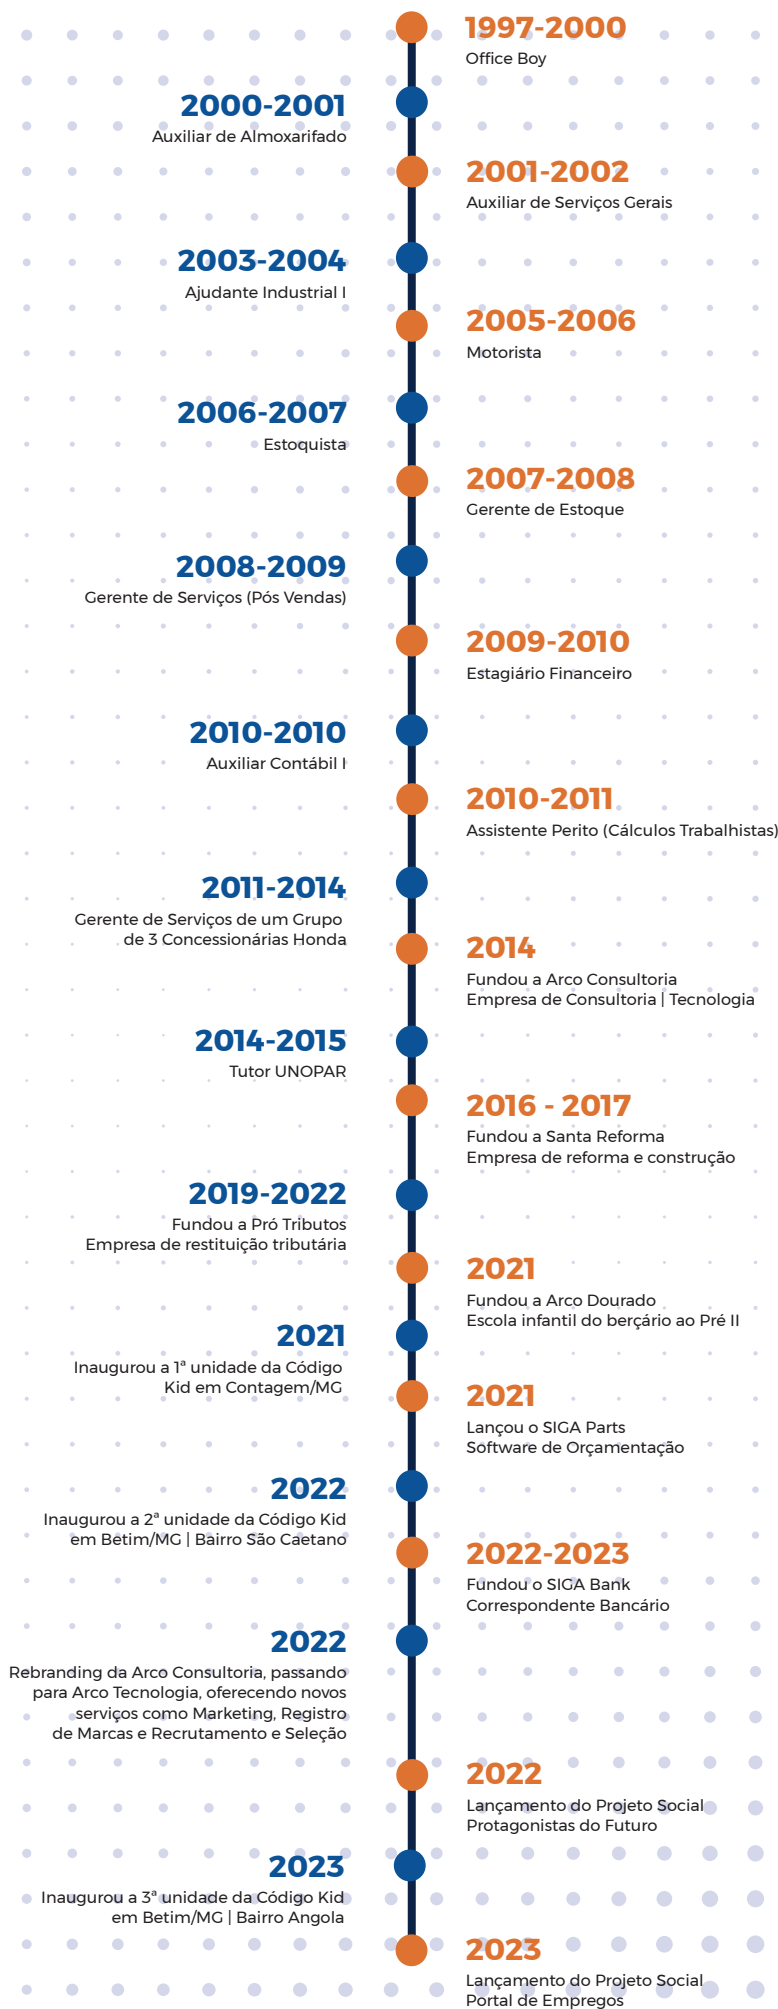 1997-2000
Office Boy
2000-2001
Auxiliar de Almoxarifado
2001-2002
Auxiliar de Serviços Gerais
2003-2004
Ajudante Industrial I
2005-2006
Motorista
2006-2007
Estoquista
2007-2008
Gerente de Estoque
2008-2009
Gerente de Serviços (Pós Vendas)
2009-2010
Estagiário Financeiro
2010-2010
Auxiliar Contábil I
2010-2011
Assistente Perito (Cálculos Trabalhistas)
2011-2014
Gerente de Serviços de um Grupo
de 3 Concessionárias Honda
2014
Fundou a Arco Consultoria
Empresa de Consultoria | Tecnologia
2014-2015
Tutor UNOPAR
2016 - 2017
Fundou a Santa Reforma
Empresa de reforma e construção
2019-2022
Fundou a Pró Tributos
Empresa de restituição tributária
2021
Fundou a Arco Dourado
Escola infantil do berçário ao Pré II
2021
Inaugurou a 1ª unidade da Código
Kid em Contagem/MG
2021
Lançou o SIGA Parts
Software de Orçamentação
2022
Inaugurou a 2ª unidade da Código Kid
em Betim/MG | Bairro São Caetano
2022-2023
Fundou o SIGA Bank
Correspondente Bancário
2022
Rebranding da Arco Consultoria, passando
para Arco Tecnologia, oferecendo novos
serviços como Marketing, Registro
de Marcas e Recrutamento e Seleção
2022
Lançamento do Projeto Social
Protagonistas do Futuro
2023
Inaugurou a 3ª unidade da Código Kid
em Betim/MG | Bairro Angola
2023
Lançamento do Projeto Social
Portal de Empregos